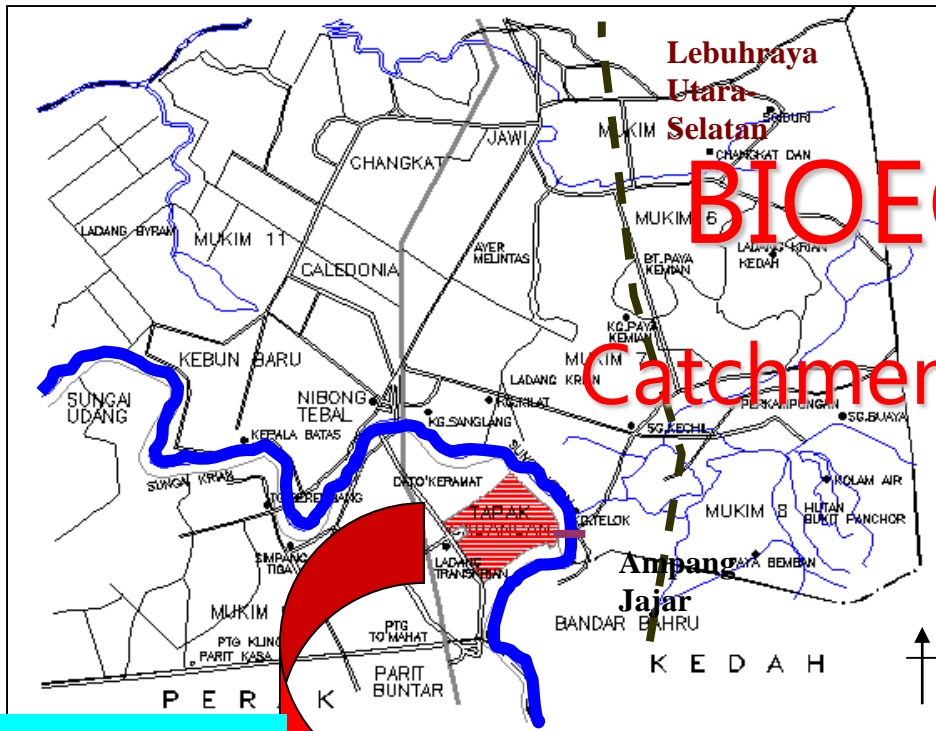 Lebuhraya
Utara-
Selatan
BIOE
Catchmen
SRIBURI
JAWI
CHANGKAT DAN
CHANGKAT
MUKIM 6
LADANG BYRAM
MUKIM 11
AYER
MELINTAS
BT.PAYA
KEMIAN
LADANG KRIAN
KEDAH
CALEDONIA
KG.PAYA
KEMIAN
KEBUN BARU
MUKIM 7
LADANG KRIAN
SUNGAI
UDANG
NIBONG
TEBAL
KG.SANGLANG
SG.KECHIL
PERKAMPUNGAN
SG.BUAYA
KEPALA BATAS
SUNGAI KRIAN
DATO'KERAMAT
KOLAM AIR
TAPAK
MUKIM 8
HUTAN
BUKIT PANCHOR
KG.TELOK
SIMPANG
TIGA
LADANG
TRANSKRIAN
Ampang
Jajar
PAYA BEMBAN
MUKIM
PTG
TO'MAHAT
BANDAR BAHRU
PTG KLING
PARIT KASA
PARIT
BUNTAR
KEDAH
PERAK